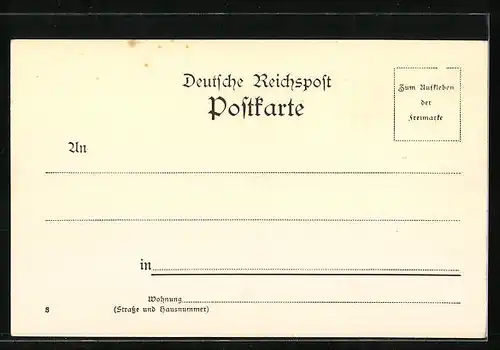 Deutsche Reichspost
Postkarte
Zum Aufkleben
der
Freimarke
An
in
Wohnung
(Straße und Hausnummer)
8